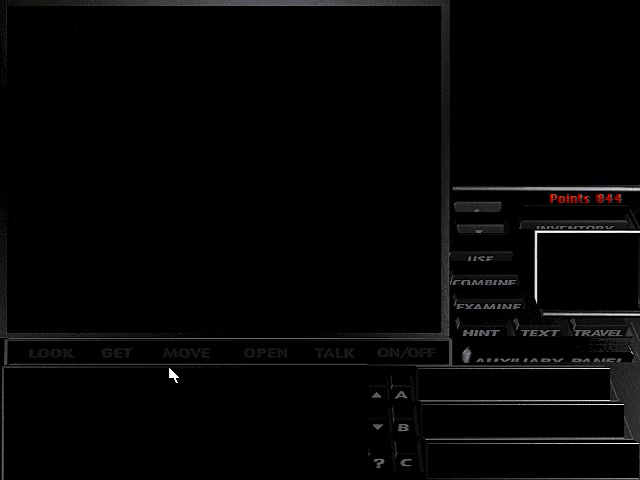 Points 844
INVENTORY
USE
COMBINE
EXAMINE
HINT TEXT TRAVEL
LOOK GET MOVE OPEN TALK ON/OFF
AUXILIARY PANEL
A
B
? C